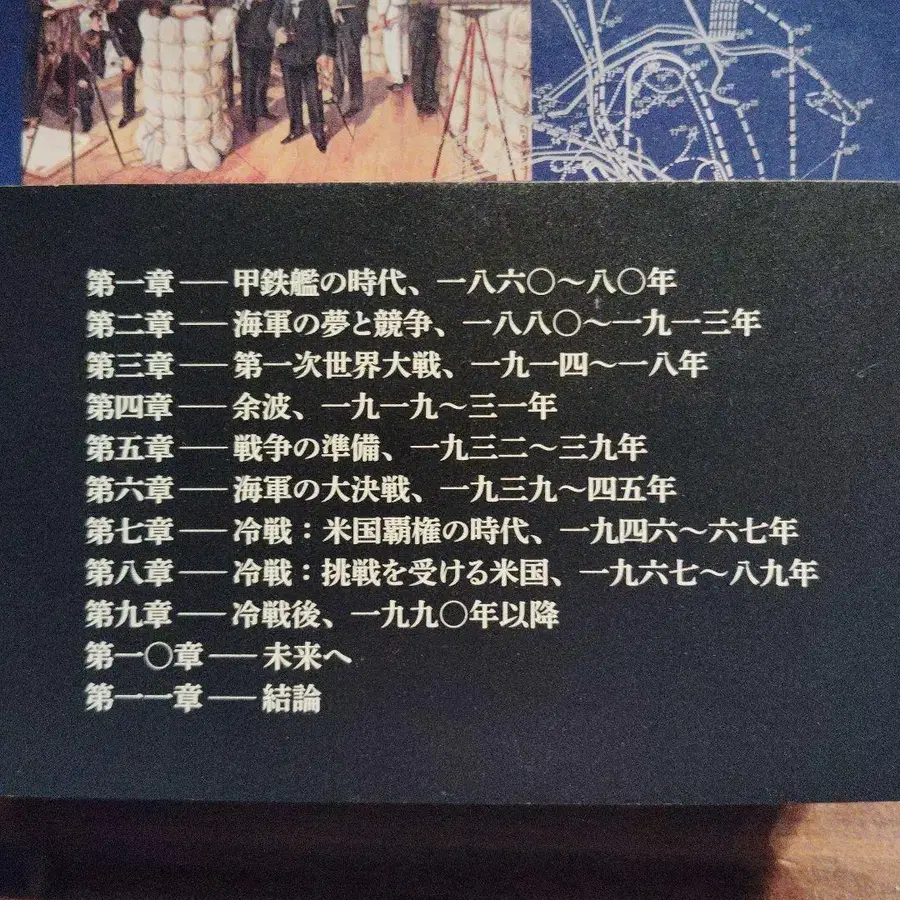 第一章――甲鉄艦の時代、一八六〇～八〇年
第二章――海軍の夢と競争、一八八〇～一九一三年
第三章――第一次世界大戦、一九一四～一八年
第四章――余波、一九一九～三一年
第五章――戦争の準備、一九三二～三九年
第六章――海軍の大決戦、一九三九～四五年
第七章――冷戦：米国覇権の時代、一九四六～六七年
第八章――冷戦：挑戦を受ける米国、一九六七～八九年
第九章――冷戦後、一九九〇年以降
第一〇章――未来へ
第一一章――結論